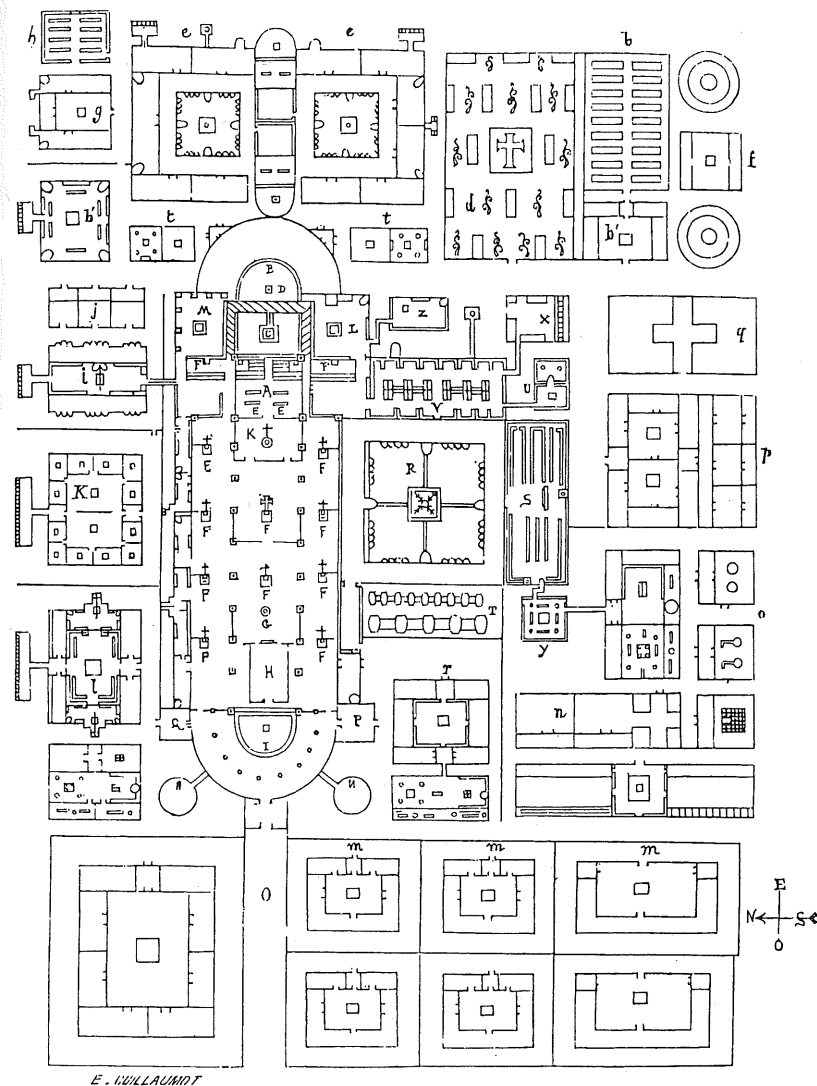 h e e b
g f
b' d b'
t t
B
D
M C L Z X q
j
F F
i A U
E E V
K
E F R S p
K
F F F
F F F T o
G y
l P H F r n
I P
N
m m m
O
E
N S
O
E. GUILLAUMOT